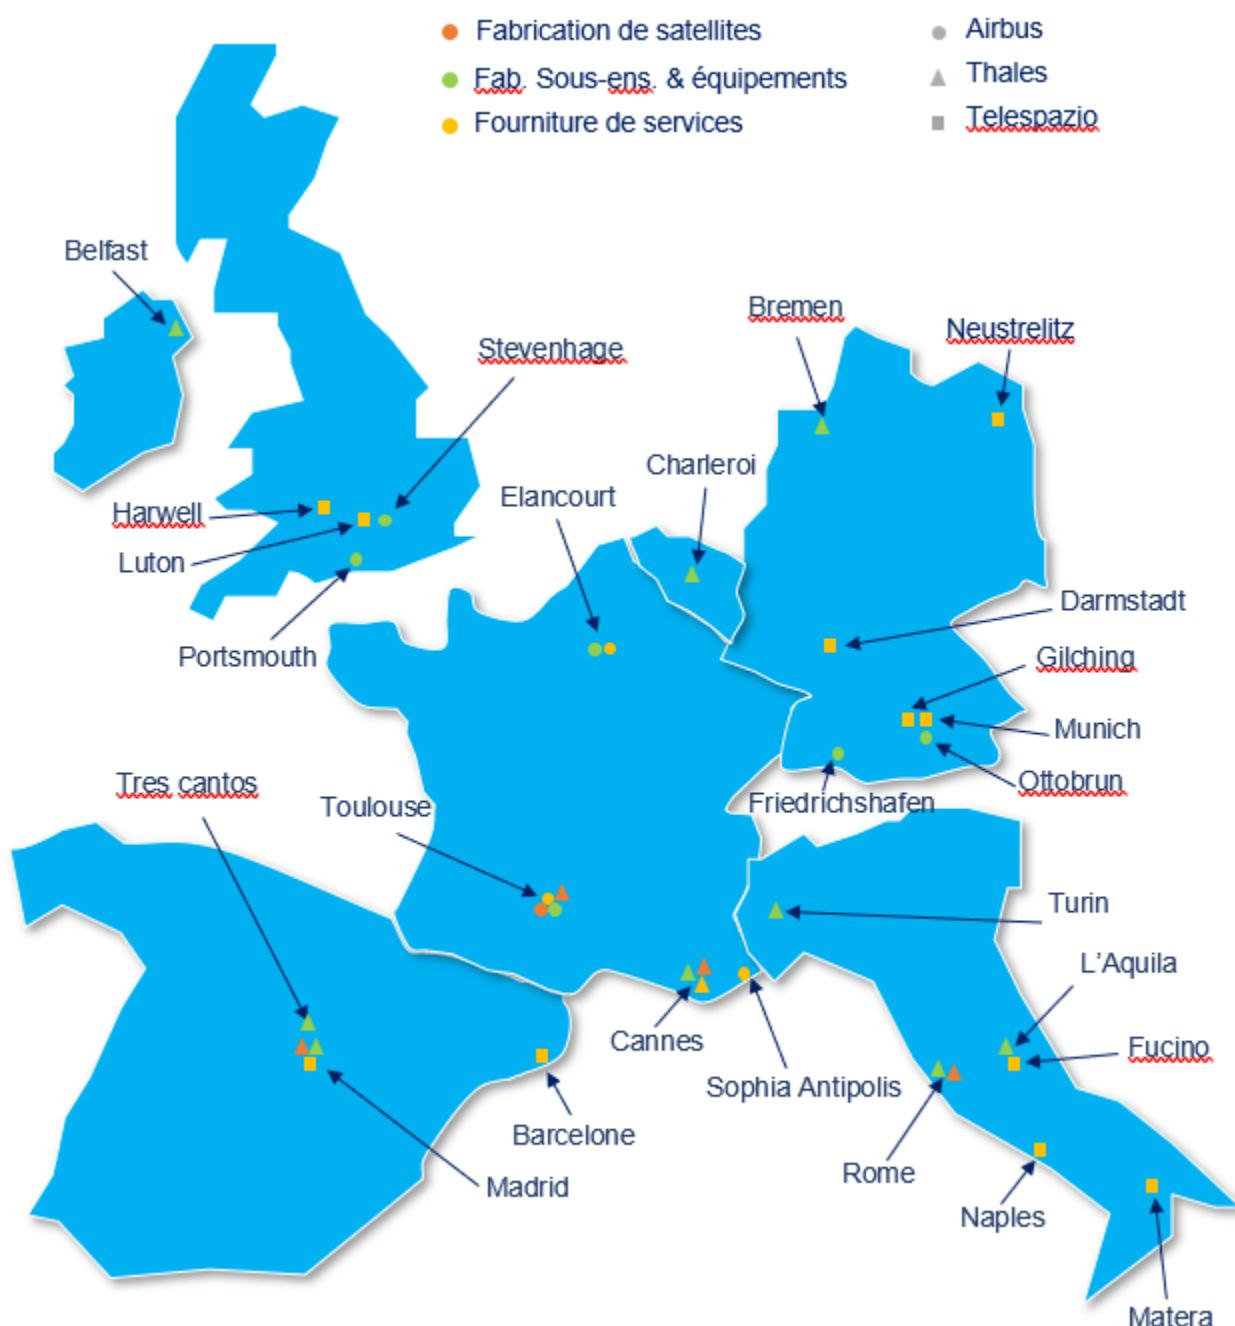 Fabrication de satellites
Airbus
Fab. Sous-ens. & équipements
Thales
Fourniture de services
Telespazio
Belfast
Bremen
Neustrelitz
Stevenhage
Charleroi
Elancourt
Harwell
Luton
Darmstadt
Portsmouth
Gilching
Munich
Tres cantos
Ottobrun
Toulouse
Friedrichshafen
Turin
L'Aquila
Cannes
Fucino
Sophia Antipolis
Barcelone
Rome
Madrid
Naples
Matera